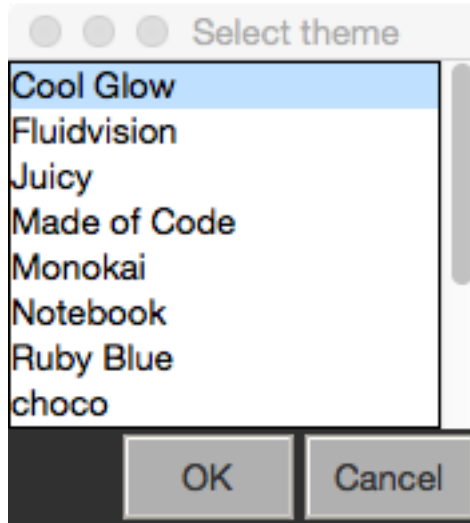 Select theme
Cool Glow
Fluidvision
Juicy
Made of Code
Monokai
Notebook
Ruby Blue
choco
OK Cancel